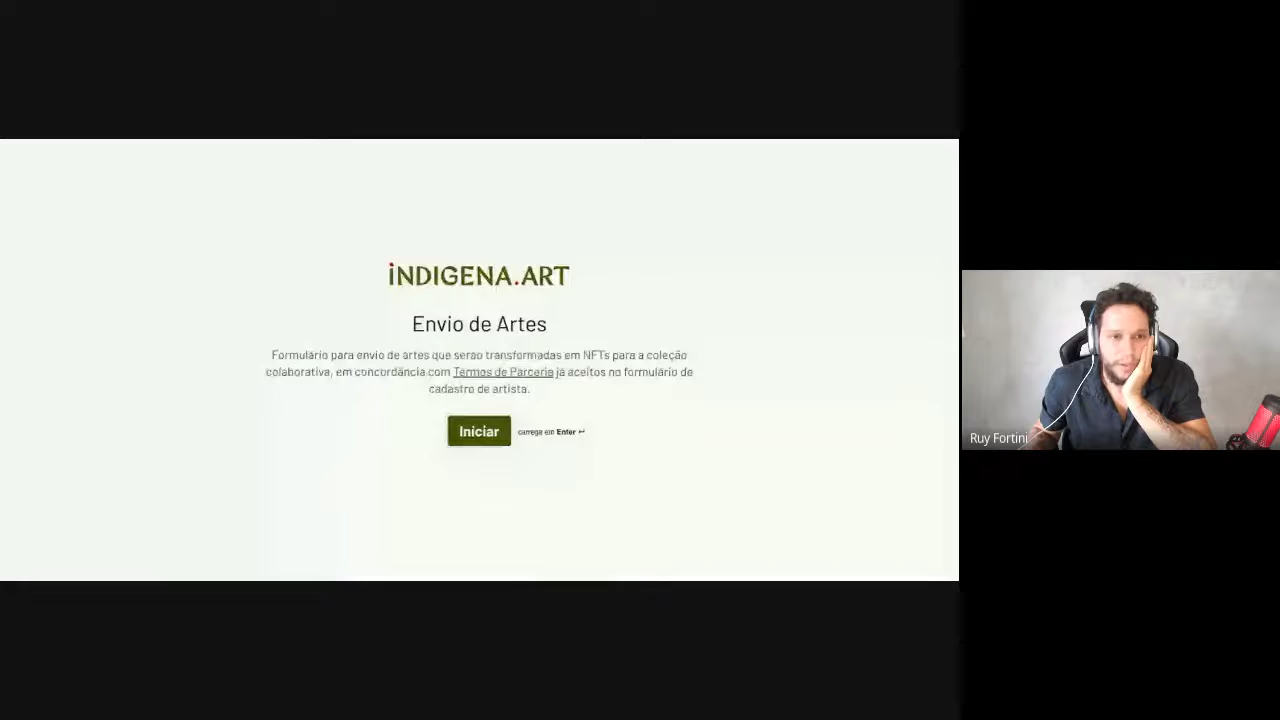 iNDIGENA.ART
Envio de Artes
Formulário para envio de artes que serão transformadas em NFTs para a coleção
colaborativa, em concordância com Termos de Parceria já aceitos no formulário de
cadastro de artista.
Iniciar
carrega em Enter ↵
Ruy Fortini